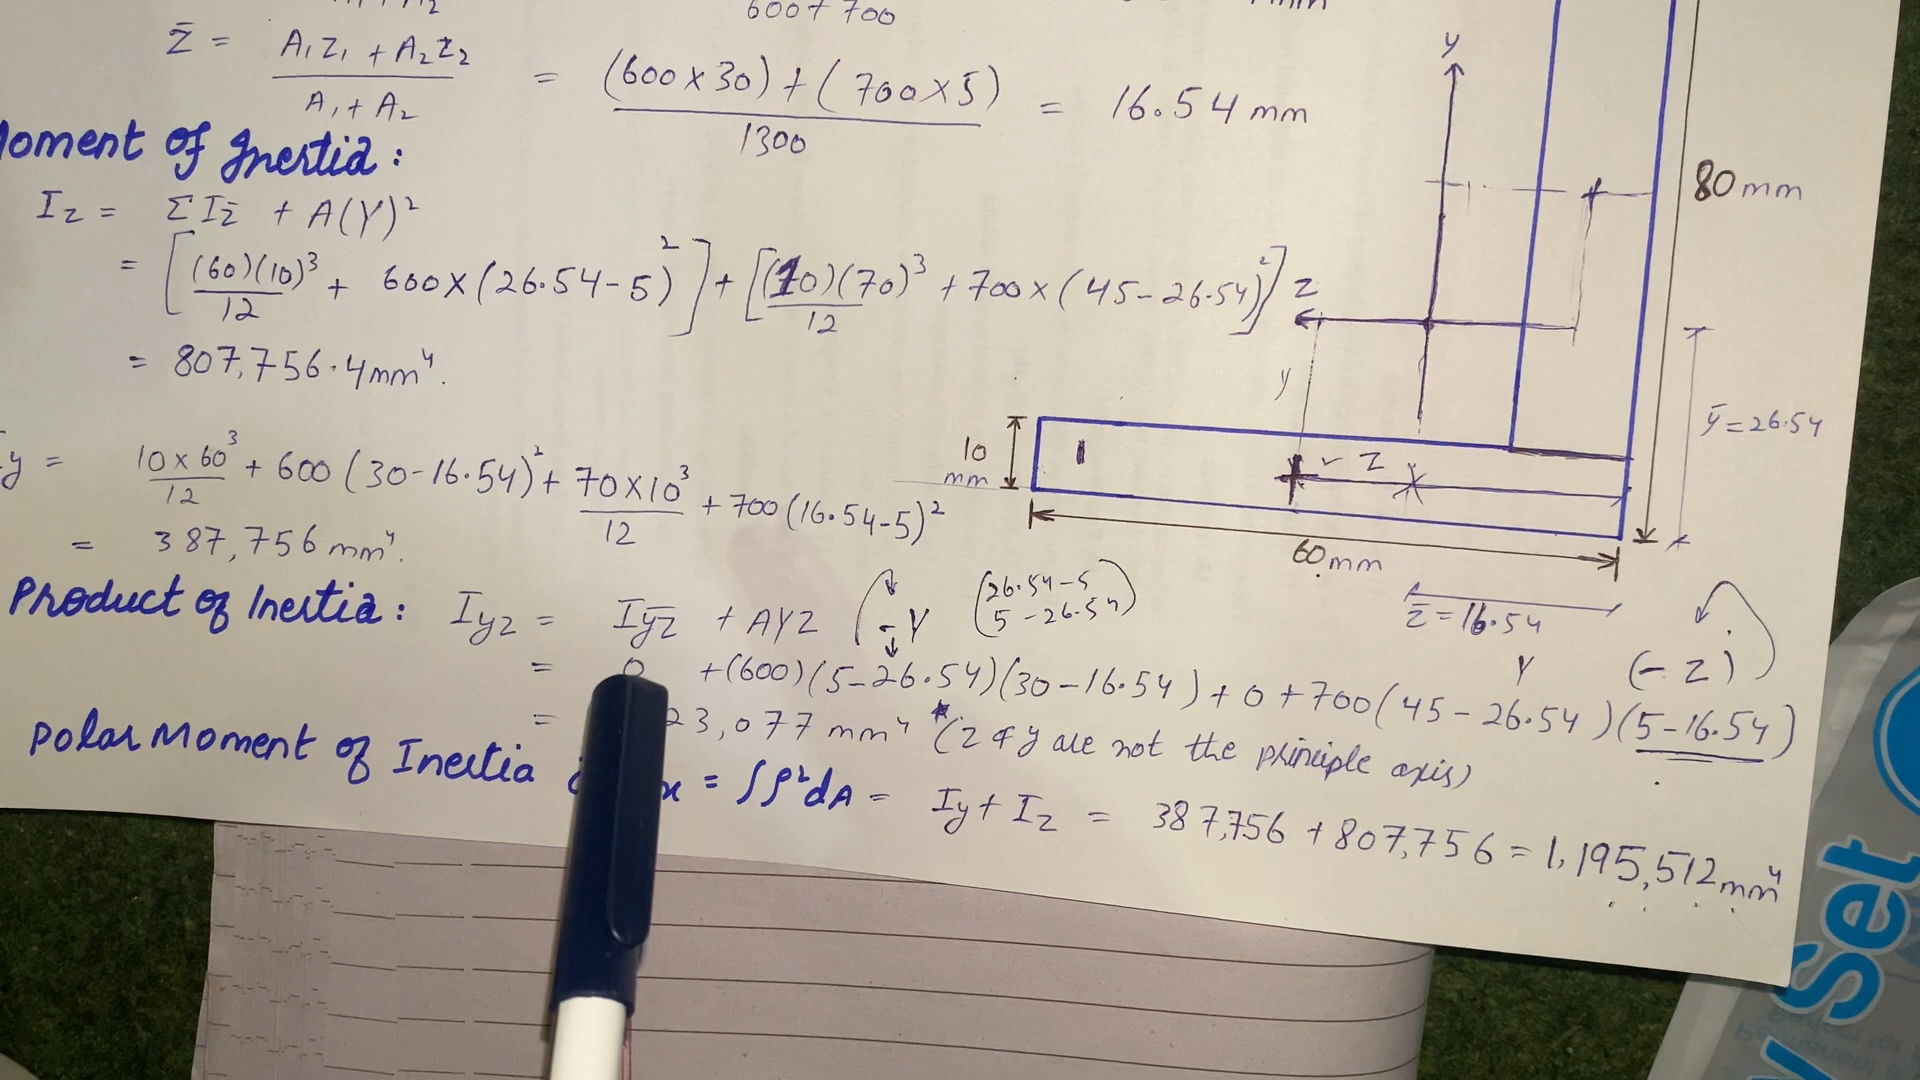 600 + 700
Z̄ = A₁Z₁ + A₂Z₂ / A₁ + A₂ = (600 × 30) + (700 × 5) / 1300 = 16.54 mm
oment of Inertia :
I_z = Σ I_z̄ + A(Y)²
= [(60)(10)³/12 + 600 × (26.54 - 5)²] + [(10)(70)³/12 + 700 × (45 - 26.54)²]
= 807,756.4 mm⁴.
y = 10 × 60³/12 + 600 (30 - 16.54)² + 70 × 10³/12 + 700 (16.54 - 5)²
= 387,756 mm⁴.
Product of Inertia : I_yz = I_ȳz̄ + AYZ ( -Y (26.54 - 5
5 - 26.54)
= 0 + (600)(5 - 26.54)(30 - 16.54) + 0 + 700 (45 - 26.54)(5 - 16.54)
Y (-Z)
= 23,077 mm⁴ * (z & y are not the principle axis)
Polar Moment of Inertia x = ∫ρ²dA = I_y + I_z = 387,756 + 807,756 = 1,195,512 mm⁴
y
80 mm
Z
y
ȳ = 26.54
10
mm
1
Z
60 mm
Z̄ = 16.54
Set